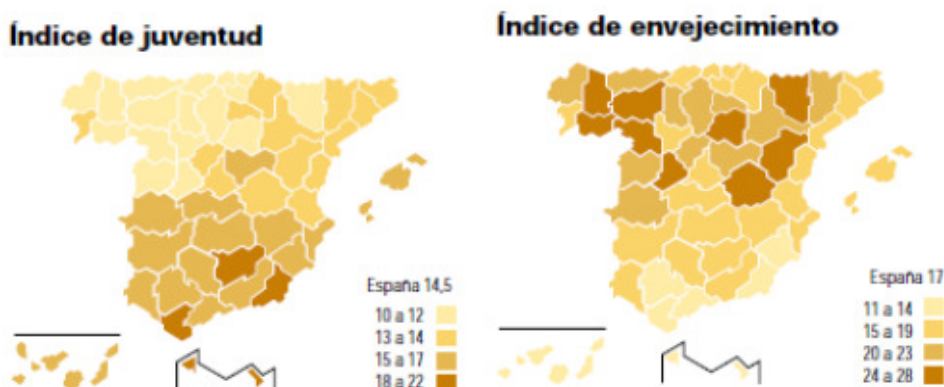 Índice de juventud
España 14,5
10 a 12
13 a 14
15 a 17
18 a 22
Índice de envejecimiento
España 17
11 a 14
15 a 19
20 a 23
24 a 28